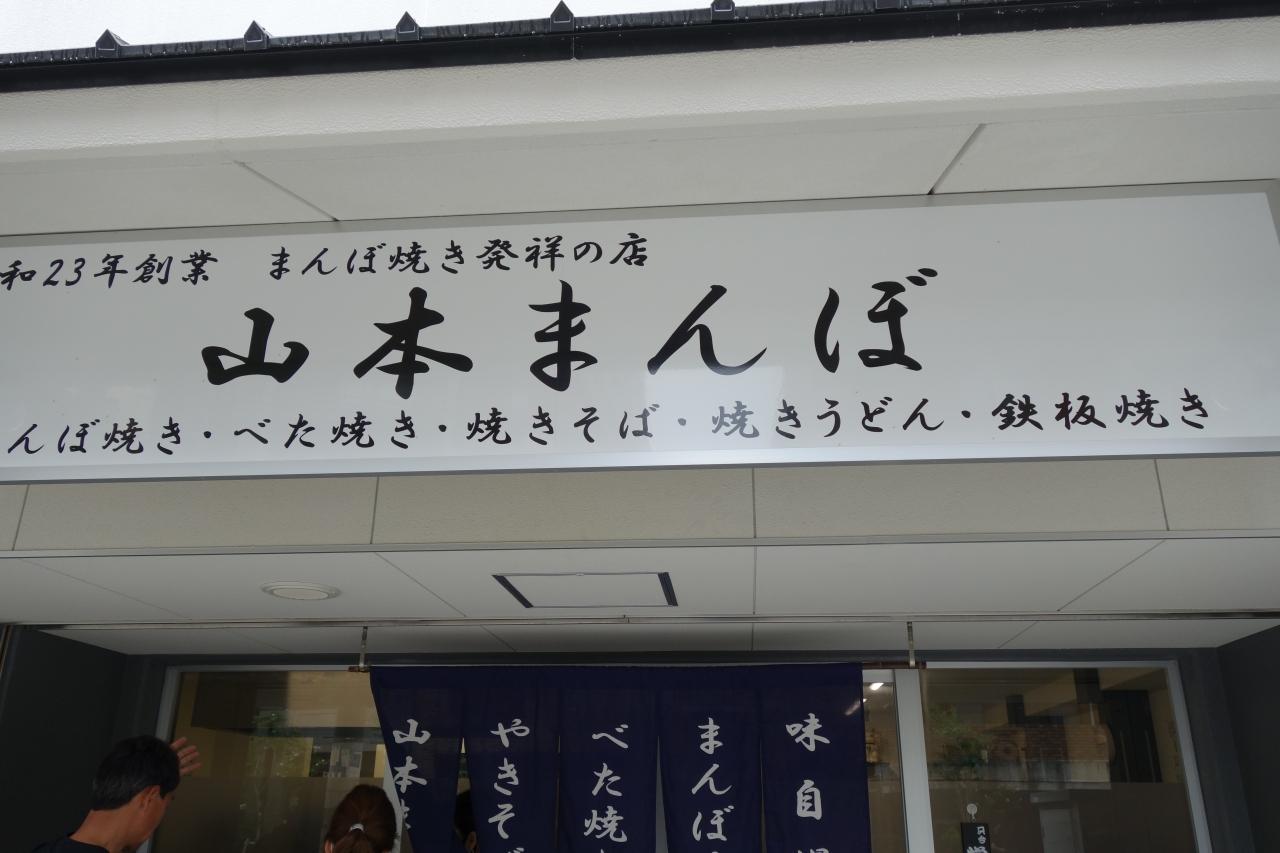 和23年創業　まんぼ焼き発祥の店
山本まんぼ
んぼ焼き・べた焼き・焼きそば・焼きうどん・鉄板焼き
味自
まんぼ
べた焼
やきそ
山本